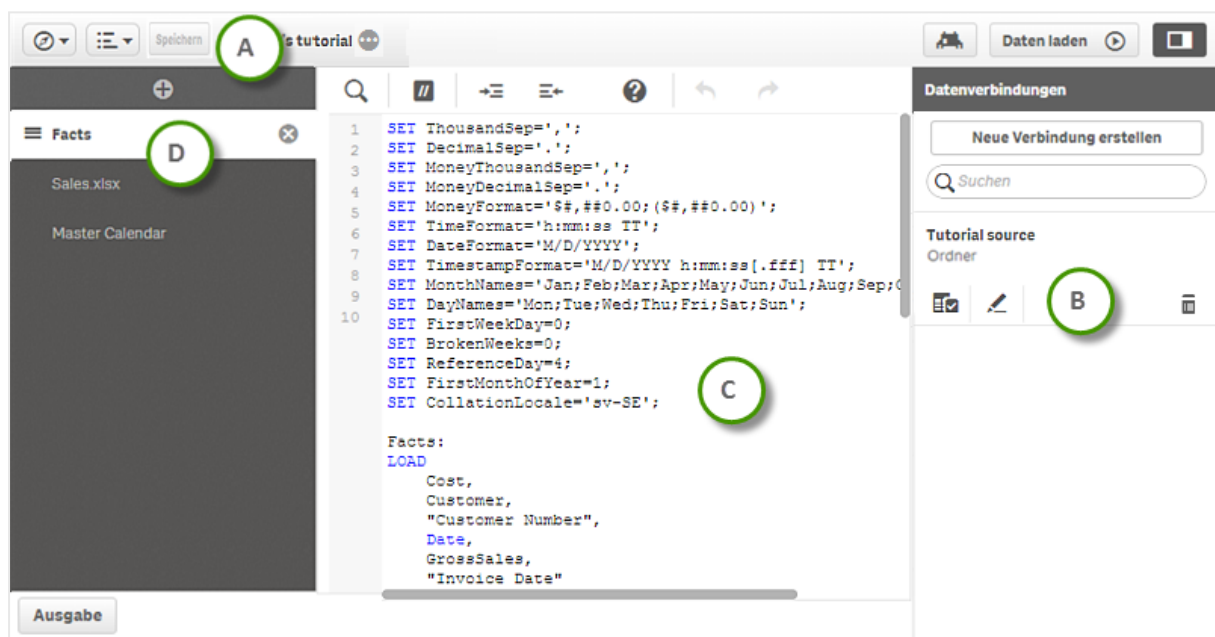 Speichern
A
's tutorial
Daten laden
Datenverbindungen
Facts
D
Sales.xlsx
Master Calendar
//
?
1
2
3
4
5
6
7
8
9
10
SET ThousandSep=',';
SET DecimalSep='.';
SET MoneyThousandSep=',';
SET MoneyDecimalSep='.';
SET MoneyFormat='$#,##0.00;($#,##0.00)';
SET TimeFormat='h:mm:ss TT';
SET DateFormat='M/D/YYYY';
SET TimestampFormat='M/D/YYYY h:mm:ss[.fff] TT';
SET MonthNames='Jan;Feb;Mar;Apr;May;Jun;Jul;Aug;Sep;
SET DayNames='Mon;Tue;Wed;Thu;Fri;Sat;Sun';
SET FirstWeekDay=0;
SET BrokenWeeks=0;
SET ReferenceDay=4;
SET FirstMonthOfYear=1;
SET CollationLocale='sv-SE';
C
Facts:
LOAD
Cost,
Customer,
"Customer Number",
Date,
GrossSales,
"Invoice Date"
Neue Verbindung erstellen
Suchen
Tutorial source
Ordner
B
Ausgabe